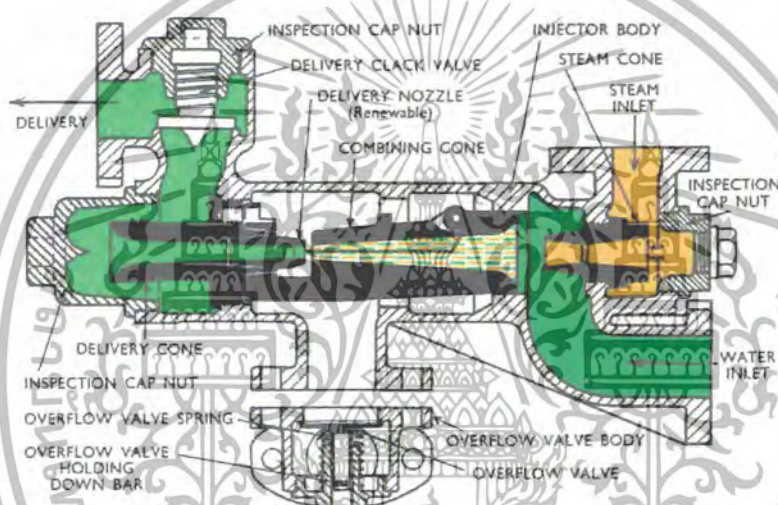 INSPECTION CAP NUT
DELIVERY CLACK VALVE
DELIVERY NOZZLE
(Renewable)
COMBINING CONE
INJECTOR BODY
STEAM CONE
STEAM
INLET
INSPECTION
CAP NUT
DELIVERY
DELIVERY CONE
INSPECTION CAP NUT
OVERFLOW VALVE SPRING
OVERFLOW VALVE
HOLDING
DOWN BAR
WATER
INLET
OVERFLOW VALVE BODY
OVERFLOW VALVE